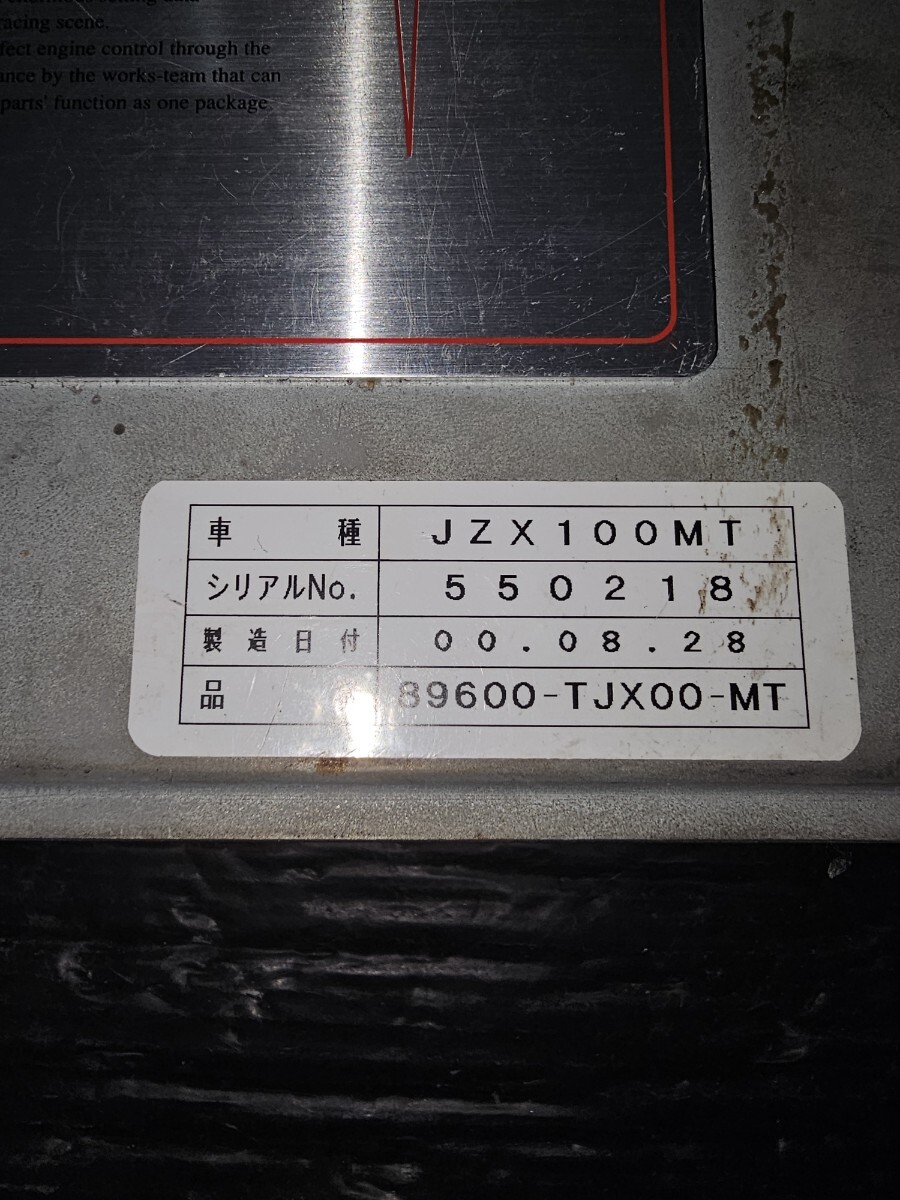 racing scene.
fect engine control through the
ance by the works-team that can
parts' function as one package
車 種 JZX100MT
シリアルNo. 550218
製造日付 00.08.28
品 89600-TJX00-MT